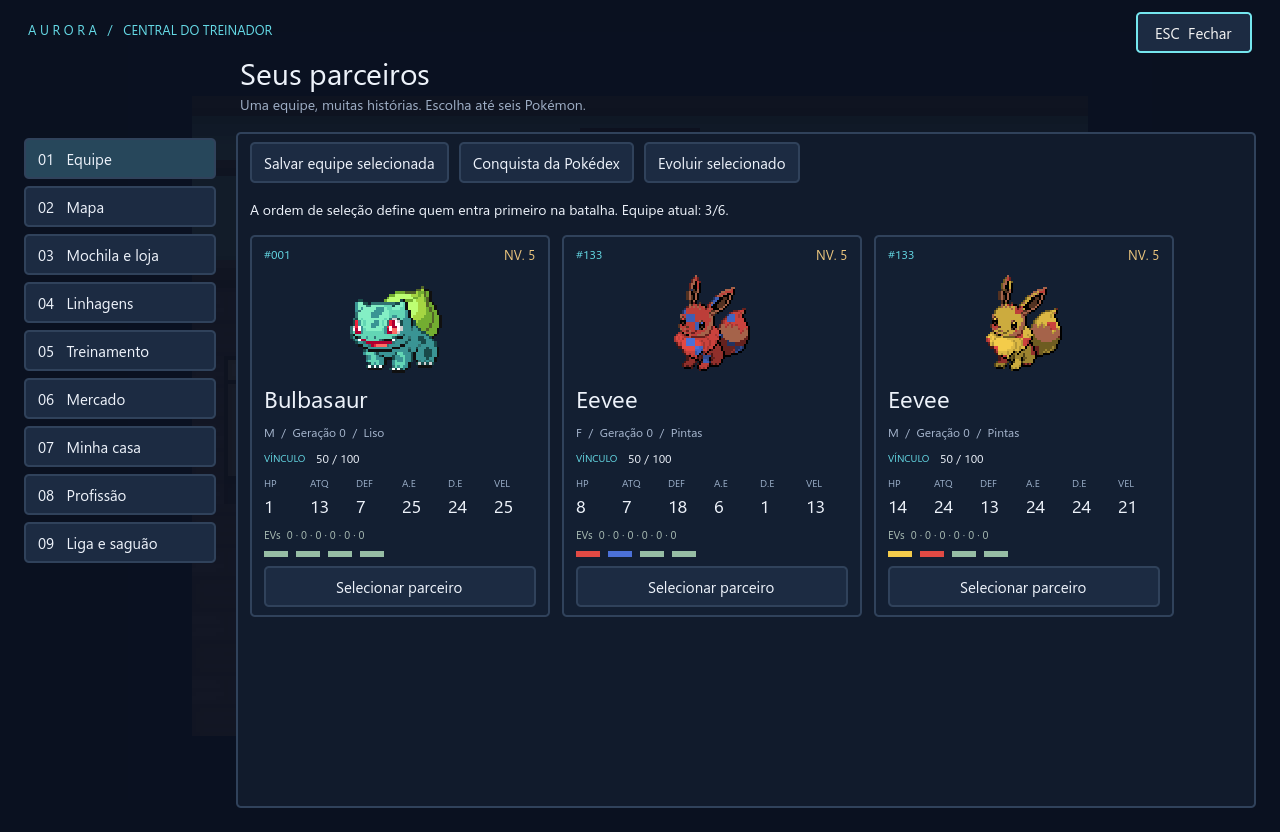 AURORA / CENTRAL DO TREINADOR
ESC Fechar
Seus parceiros
Uma equipe, muitas histórias. Escolha até seis Pokémon.
01 Equipe
02 Mapa
03 Mochila e loja
04 Linhagens
05 Treinamento
06 Mercado
07 Minha casa
08 Profissão
09 Liga e saguão
Salvar equipe selecionada
Conquista da Pokédex
Evoluir selecionado
A ordem de seleção define quem entra primeiro na batalha. Equipe atual: 3/6.
#001 NV. 5
Bulbasaur
M / Geração 0 / Liso
VÍNCULO 50 / 100
HP ATQ DEF A.E D.E VEL
1 13 7 25 24 25
EVs 0 · 0 · 0 · 0 · 0 · 0
Selecionar parceiro
#133 NV. 5
Eevee
F / Geração 0 / Pintas
VÍNCULO 50 / 100
HP ATQ DEF A.E D.E VEL
8 7 18 6 1 13
EVs 0 · 0 · 0 · 0 · 0 · 0
Selecionar parceiro
#133 NV. 5
Eevee
M / Geração 0 / Pintas
VÍNCULO 50 / 100
HP ATQ DEF A.E D.E VEL
14 24 13 24 24 21
EVs 0 · 0 · 0 · 0 · 0 · 0
Selecionar parceiro